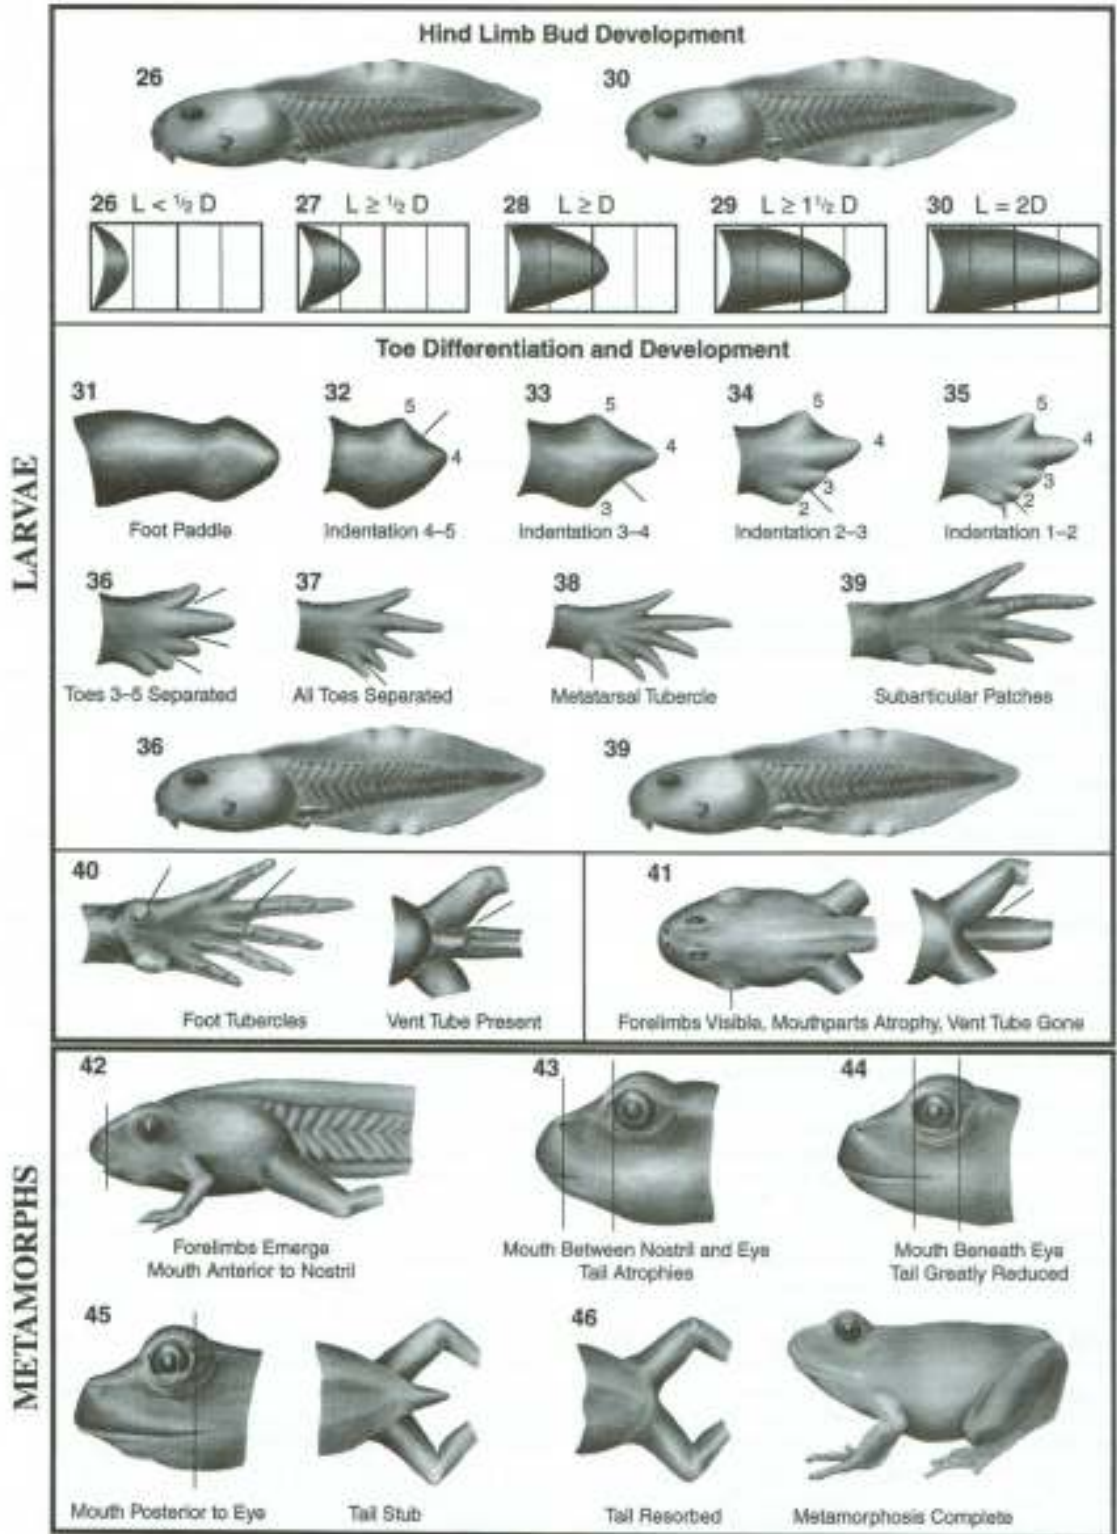 Hind Limb Bud Development
26
30
26 L < 1/2 D
27 L ≥ 1/2 D
28 L ≥ D
29 L ≥ 1 1/2 D
30 L = 2D
Toe Differentiation and Development
31
32
33
34
35
5
4
5
4
3
5
4
3
2
5
4
3
2
Foot Paddle
Indentation 4–5
Indentation 3–4
Indentation 2–3
Indentation 1–2
LARVAE
36
37
38
39
Toes 3–5 Separated
All Toes Separated
Metatarsal Tubercle
Subarticular Patches
36
39
40
41
Foot Tubercles
Vent Tube Present
Forelimbs Visible, Mouthparts Atrophy, Vent Tube Gone
METAMORPHS
42
43
44
Forelimbs Emerge
Mouth Anterior to Nostril
Mouth Between Nostril and Eye
Tail Atrophies
Mouth Beneath Eye
Tail Greatly Reduced
45
46
Mouth Posterior to Eye
Tail Stub
Tail Resorbed
Metamorphosis Complete